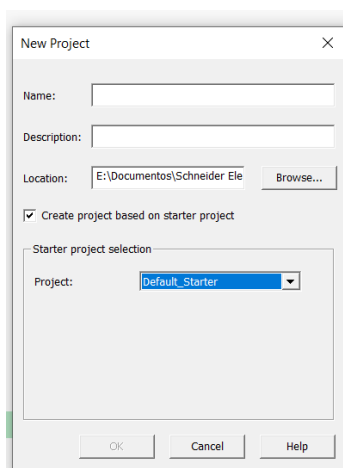 New Project
Name:
Description:
Location: E:\Documentos\Schneider Ele Browse...
Create project based on starter project
Starter project selection
Project: Default_Starter
OK Cancel Help